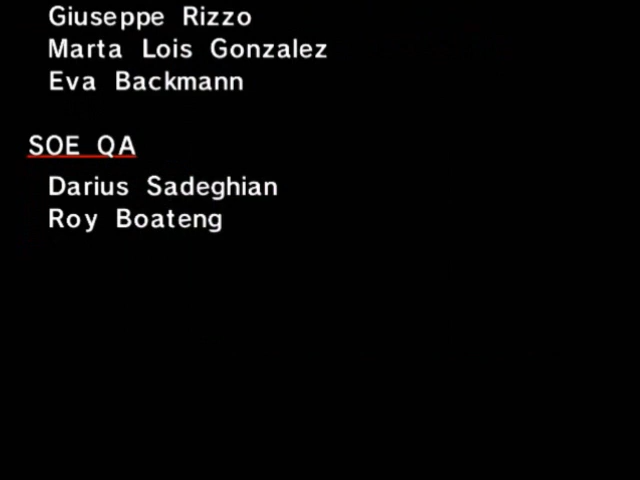 Giuseppe Rizzo
Marta Lois Gonzalez
Eva Backmann
SOE QA
Darius Sadeghian
Roy Boateng